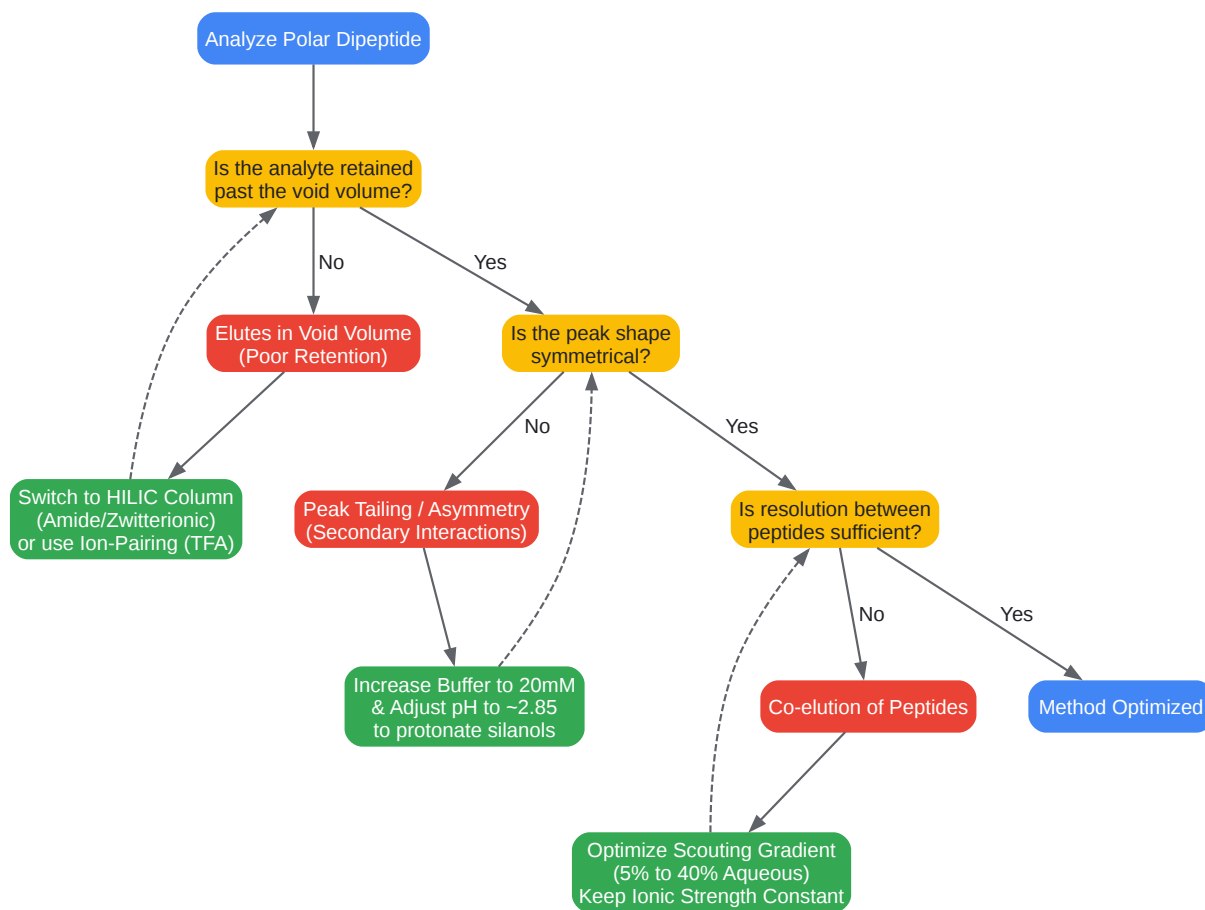 Analyze Polar Dipeptide
Is the analyte retained
past the void volume?
No
Yes
Elutes in Void Volume
(Poor Retention)
Is the peak shape
symmetrical?
No
Yes
Switch to HILIC Column
(Amide/Zwitterionic)
or use Ion-Pairing (TFA)
Peak Tailing / Asymmetry
(Secondary Interactions)
Is resolution between
peptides sufficient?
No
Yes
Increase Buffer to 20mM
& Adjust pH to ~2.85
to protonate silanols
Co-elution of Peptides
Method Optimized
Optimize Scouting Gradient
(5% to 40% Aqueous)
Keep Ionic Strength Constant